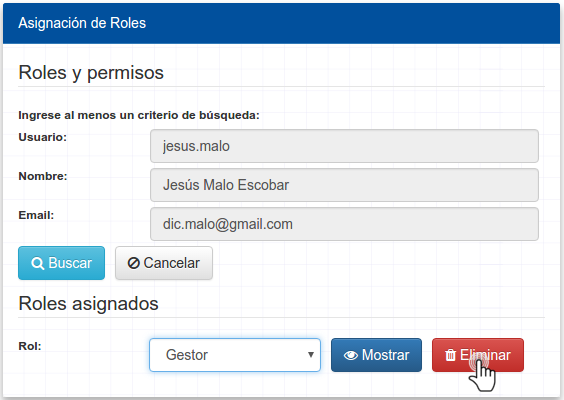 Asignación de Roles
Roles y permisos
Ingrese al menos un criterio de búsqueda:
Usuario: jesus.malo
Nombre: Jesús Malo Escobar
Email: dic.malo@gmail.com
Buscar Cancelar
Roles asignados
Rol: Gestor Mostrar Eliminar